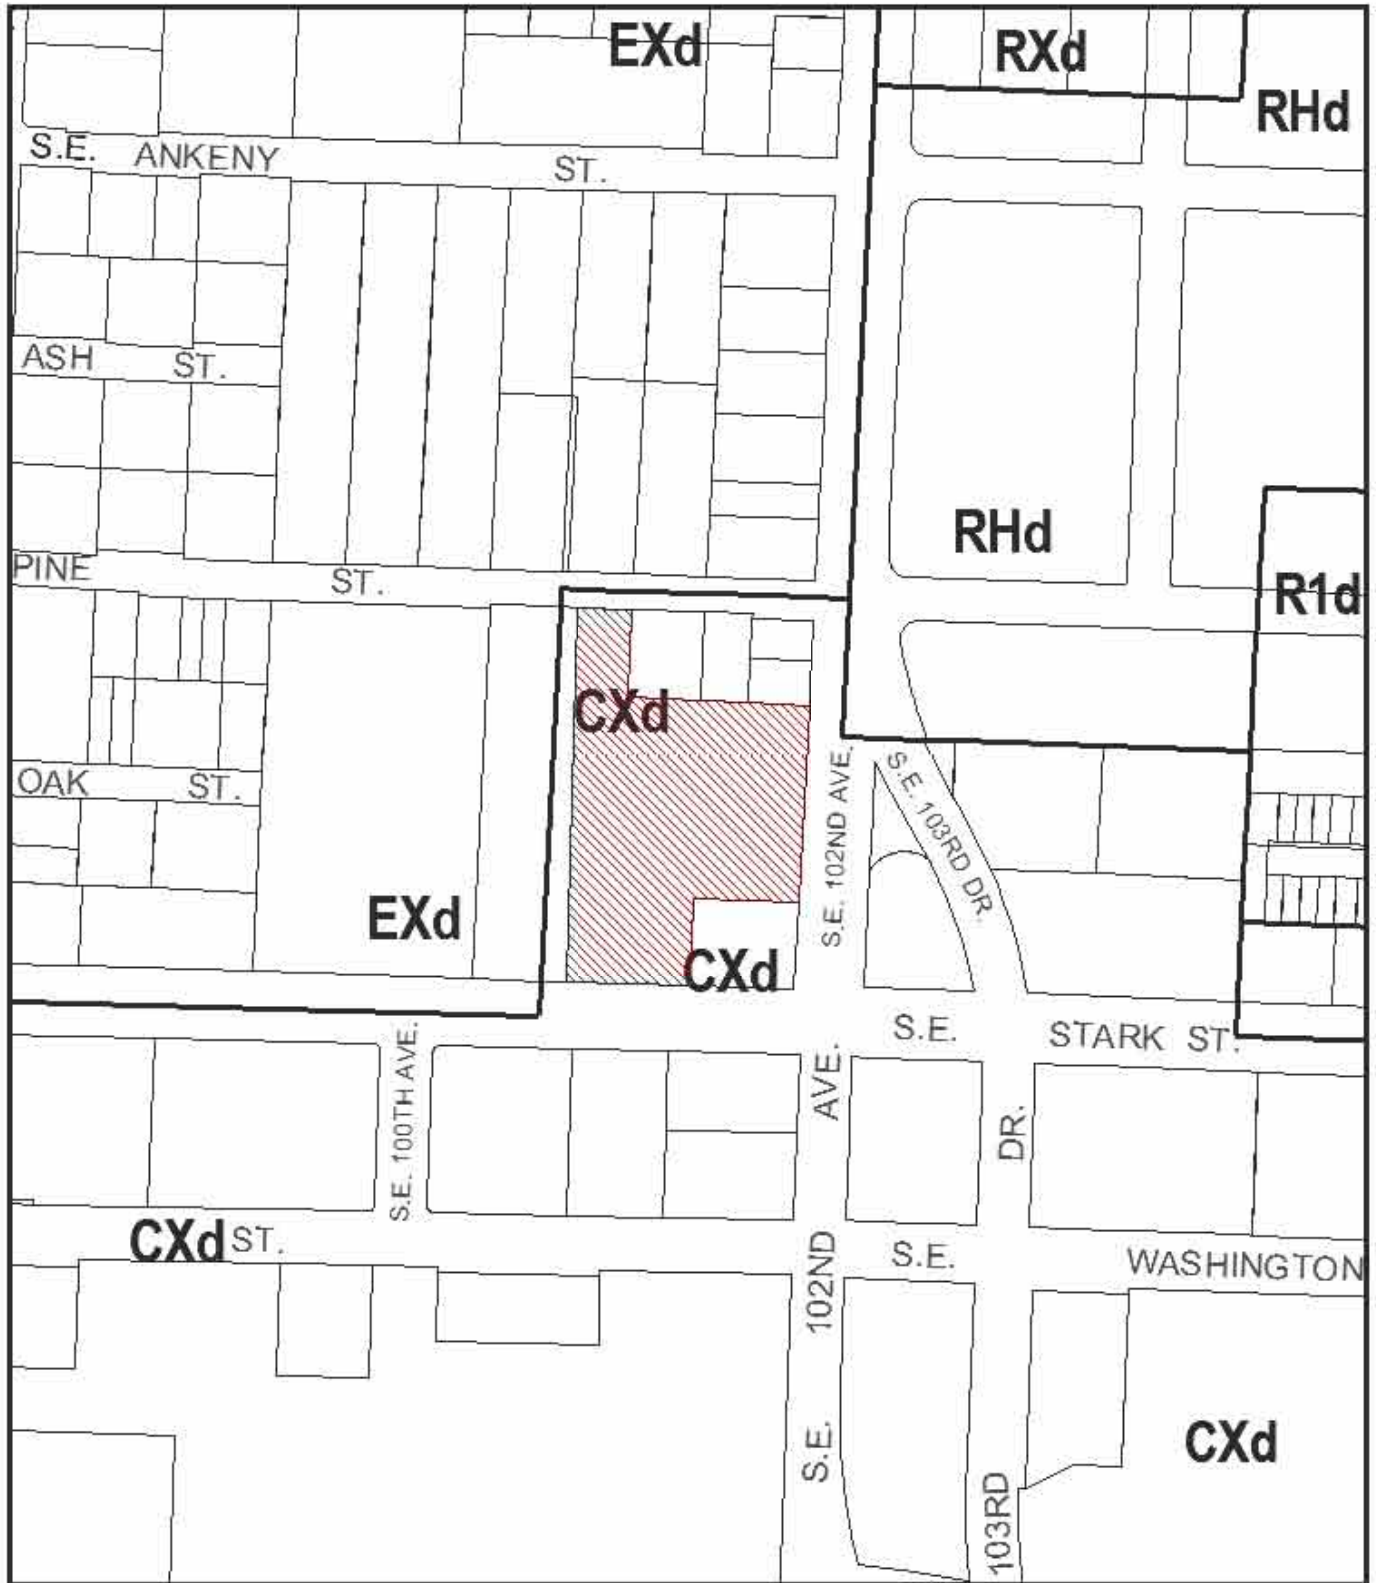 EXd
RXd
RHd
S.E. ANKENY ST.
ASH ST.
RHd
PINE ST.
R1d
CXd
OAK ST.
S.E. 102ND AVE.
S.E. 103RD DR.
EXd
CXd
S.E. STARK ST.
S.E. 100TH AVE.
AVE.
DR.
CXd
ST.
S.E. WASHINGTON
102ND
S.E.
CXd
103RD